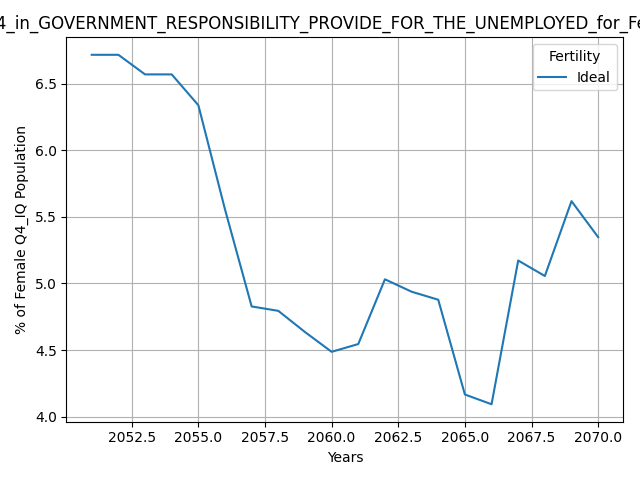 4_in_GOVERNMENT_RESPONSIBILITY_PROVIDE_FOR_THE_UNEMPLOYED_for_Fe
Fertility
Ideal
6.5
6.0
5.5
5.0
4.5
4.0
% of Female Q4_IQ Population
2052.5 2055.0 2057.5 2060.0 2062.5 2065.0 2067.5 2070.0
Years